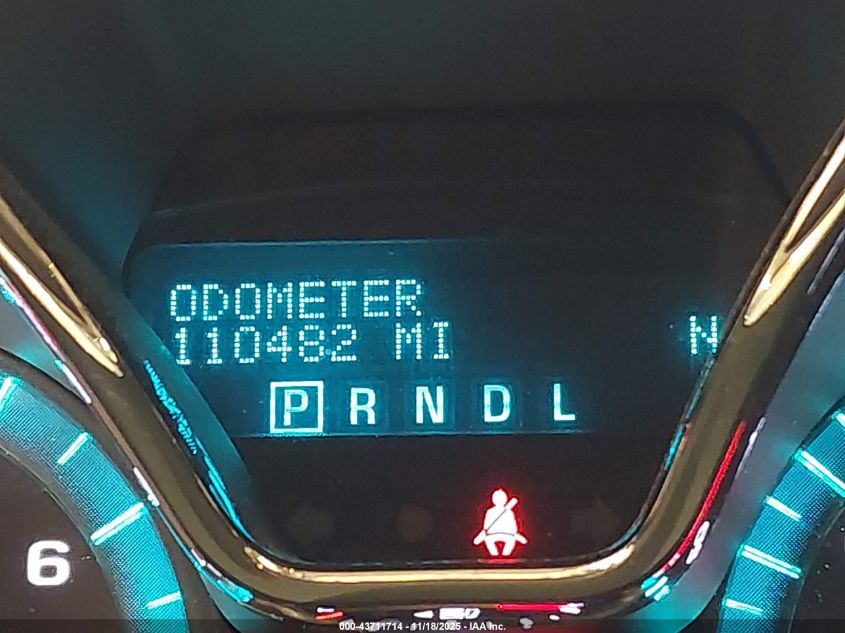 ODOMETER
110482 MI N
P R N D L
6
000-43711714 - 11/18/2025 - IAA Inc.